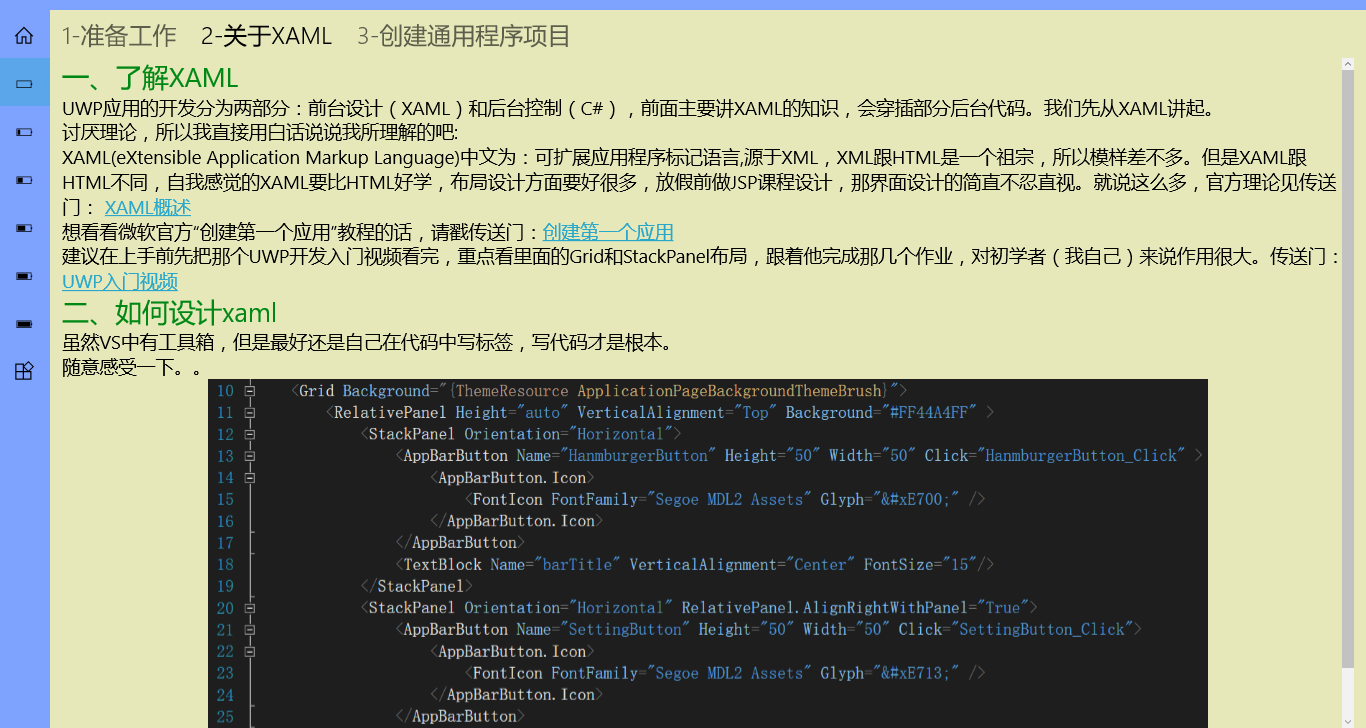 1-准备工作 2-关于XAML 3-创建通用程序项目
一、了解XAML
UWP应用的开发分为两部分：前台设计（XAML）和后台控制（C#），前面主要讲XAML的知识，会穿插部分后台代码。我们先从XAML讲起。
讨厌理论，所以我直接用白话说说我所理解的吧:
XAML(eXtensible Application Markup Language)中文为：可扩展应用程序标记语言,源于XML，XML跟HTML是一个祖宗，所以模样差不多。但是XAML跟
HTML不同，自我感觉的XAML要比HTML好学，布局设计方面要好很多，放假前做JSP课程设计，那界面设计的简直不忍直视。就说这么多，官方理论见传送
门： XAML概述
想看看微软官方“创建第一个应用”教程的话，请戳传送门：创建第一个应用
建议在上手前先把那个UWP开发入门视频看完，重点看里面的Grid和StackPanel布局，跟着他完成那几个作业，对初学者（我自己）来说作用很大。传送门：
UWP入门视频
二、如何设计xaml
虽然VS中有工具箱，但是最好还是自己在代码中写标签，写代码才是根本。
随意感受一下。。
10 <Grid Background="{ThemeResource ApplicationPageBackgroundThemeBrush}">
11 <RelativePanel Height="auto" VerticalAlignment="Top" Background="#FF44A4FF" >
12 <StackPanel Orientation="Horizontal">
13 <AppBarButton Name="HanmburgerButton" Height="50" Width="50" Click="HanmburgerButton_Click" >
14 <AppBarButton.Icon>
15 <FontIcon FontFamily="Segoe MDL2 Assets" Glyph="&#xE700;" />
16 </AppBarButton.Icon>
17 </AppBarButton>
18 <TextBlock Name="barTitle" VerticalAlignment="Center" FontSize="15"/>
19 </StackPanel>
20 <StackPanel Orientation="Horizontal" RelativePanel.AlignRightWithPanel="True">
21 <AppBarButton Name="SettingButton" Height="50" Width="50" Click="SettingButton_Click">
22 <AppBarButton.Icon>
23 <FontIcon FontFamily="Segoe MDL2 Assets" Glyph="&#xE713;" />
24 </AppBarButton.Icon>
25 </AppBarButton>